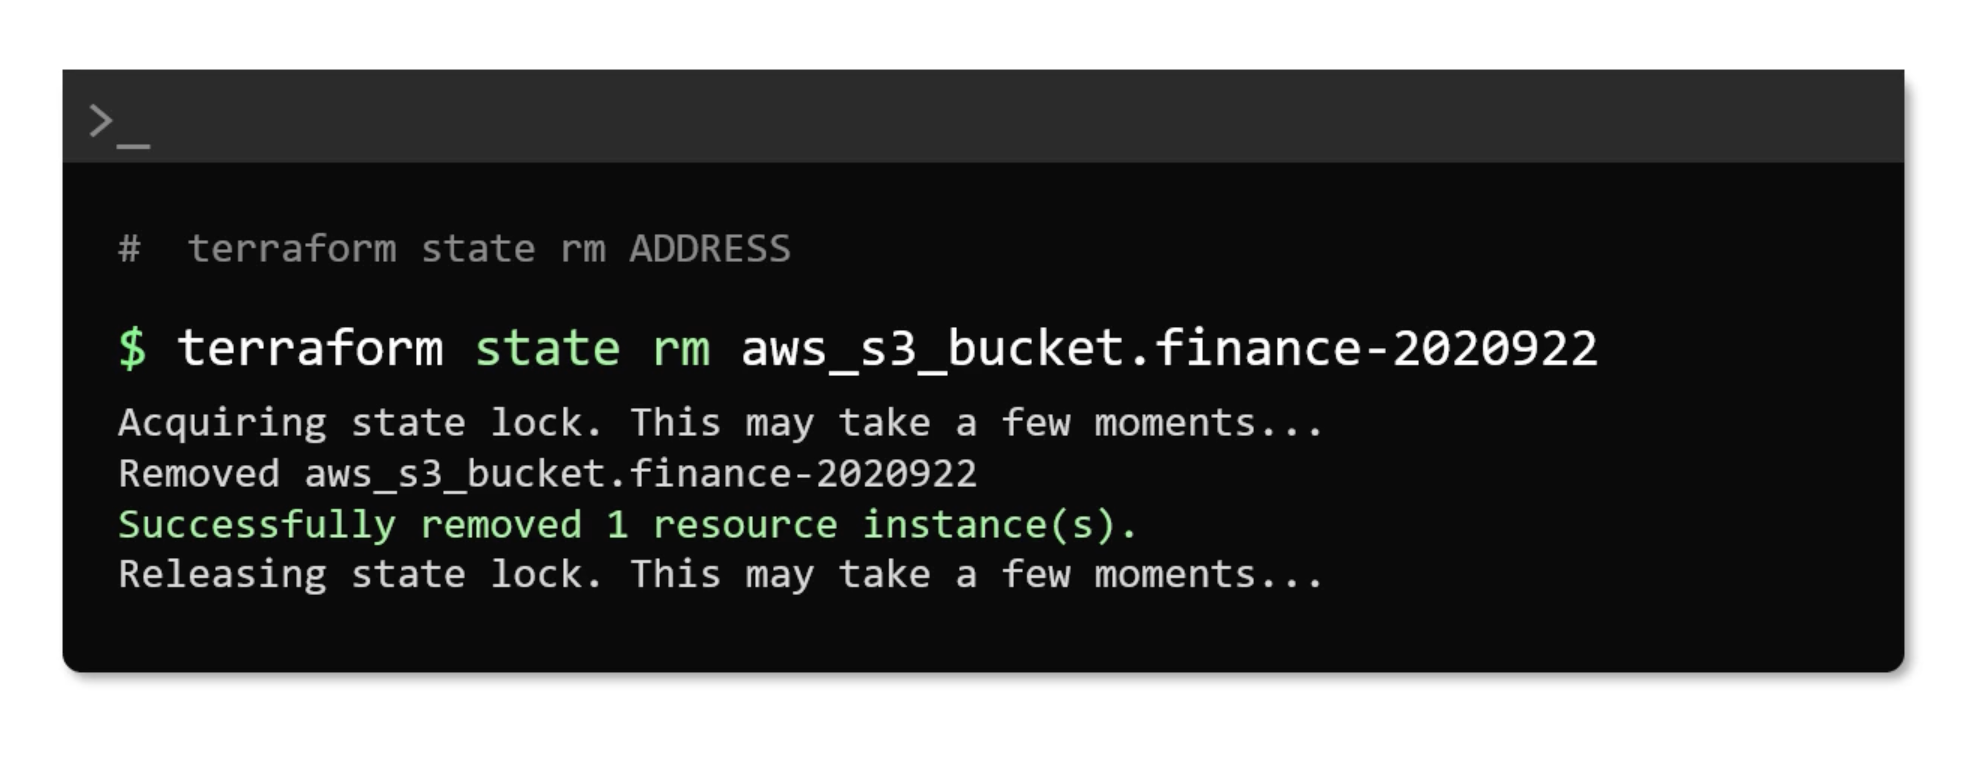 >_
# terraform state rm ADDRESS
$ terraform state rm aws_s3_bucket.finance-2020922
Acquiring state lock. This may take a few moments...
Removed aws_s3_bucket.finance-2020922
Successfully removed 1 resource instance(s).
Releasing state lock. This may take a few moments...